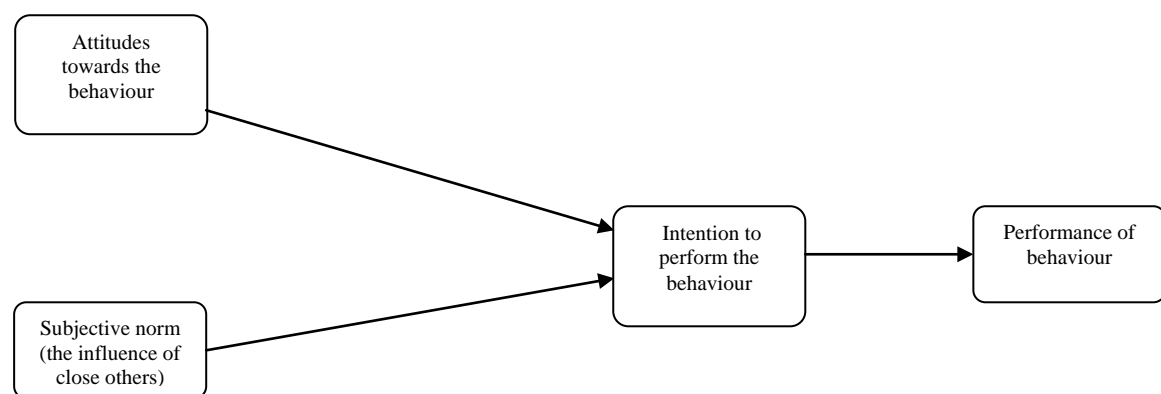 Attitudes
towards the
behaviour
Intention to
perform the
behaviour
Performance of
behaviour
Subjective norm
(the influence of
close others)